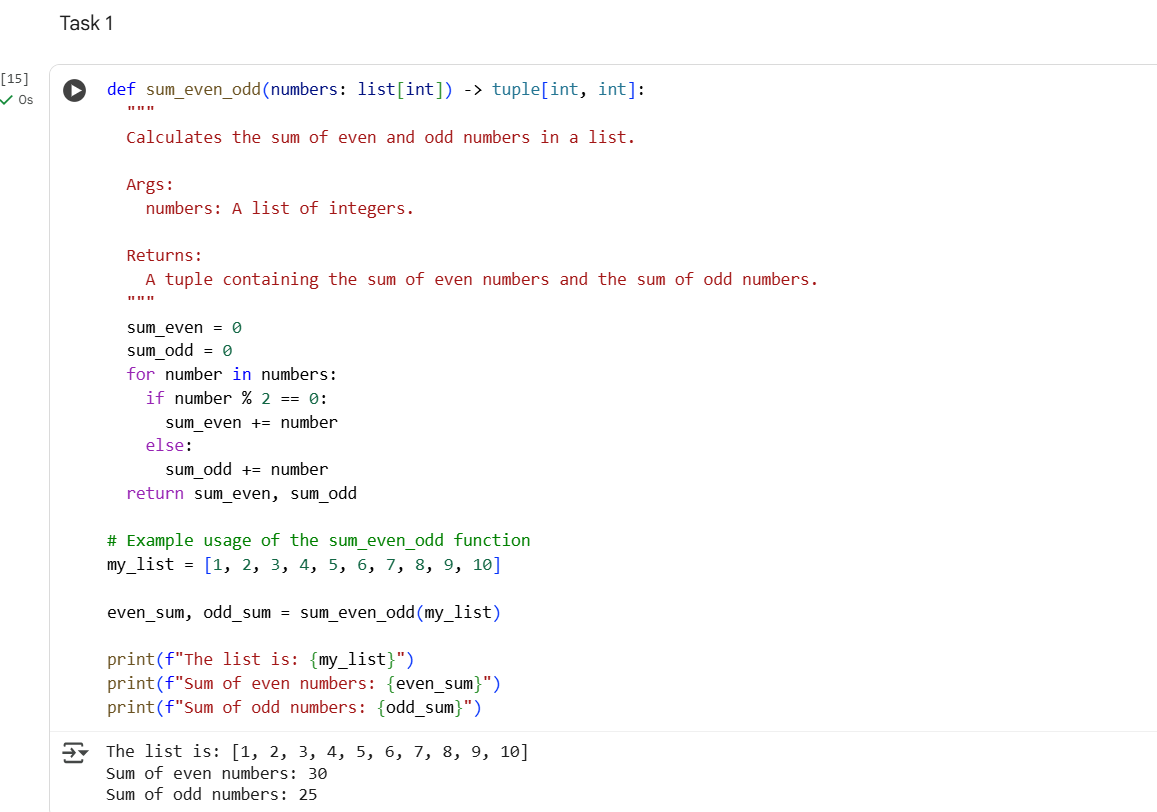 Task 1
[15]
0s
def sum_even_odd(numbers: list[int]) -> tuple[int, int]:
  """
  Calculates the sum of even and odd numbers in a list.

  Args:
    numbers: A list of integers.

  Returns:
    A tuple containing the sum of even numbers and the sum of odd numbers.
  """
  sum_even = 0
  sum_odd = 0
  for number in numbers:
    if number % 2 == 0:
      sum_even += number
    else:
      sum_odd += number
  return sum_even, sum_odd

# Example usage of the sum_even_odd function
my_list = [1, 2, 3, 4, 5, 6, 7, 8, 9, 10]

even_sum, odd_sum = sum_even_odd(my_list)

print(f"The list is: {my_list}")
print(f"Sum of even numbers: {even_sum}")
print(f"Sum of odd numbers: {odd_sum}")
The list is: [1, 2, 3, 4, 5, 6, 7, 8, 9, 10]
Sum of even numbers: 30
Sum of odd numbers: 25